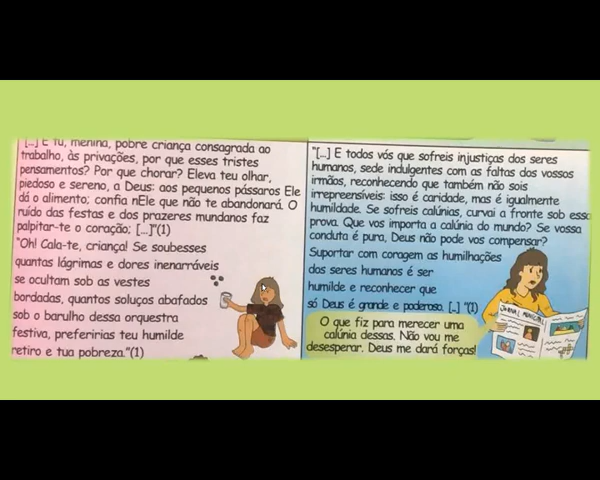 "[...] E tu, menina, pobre criança consagrada ao
trabalho, às privações, por que esses tristes
pensamentos? Por que chorar? Eleva teu olhar,
piedoso e sereno, a Deus: aos pequenos pássaros Ele
dá o alimento; confia nEle que não te abandonará. O
ruído das festas e dos prazeres mundanos faz
palpitar-te o coração; [...]"(1)
"Oh! Cala-te, criança! Se soubesses
quantas lágrimas e dores inenarráveis
se ocultam sob as vestes
bordadas, quantos soluços abafados
sob o barulho dessa orquestra
festiva, preferirias teu humilde
retiro e tua pobreza."(1)
"[...] E todos vós que sofreis injustiças dos seres
humanos, sede indulgentes com as faltas dos vossos
irmãos, reconhecendo que também não sois
irrepreensíveis: isso é caridade, mas é igualmente
humildade. Se sofreis calúnias, curvai a fronte sob essa
prova. Que vos importa a calúnia do mundo? Se vossa
conduta é pura, Deus não pode vos compensar?
Suportar com coragem as humilhações
dos seres humanos é ser
humilde e reconhecer que
só Deus é grande e poderoso. [..] "(1)
O que fiz para merecer uma
calúnia dessas. Não vou me
desesperar. Deus me dará forças!
JORNAL